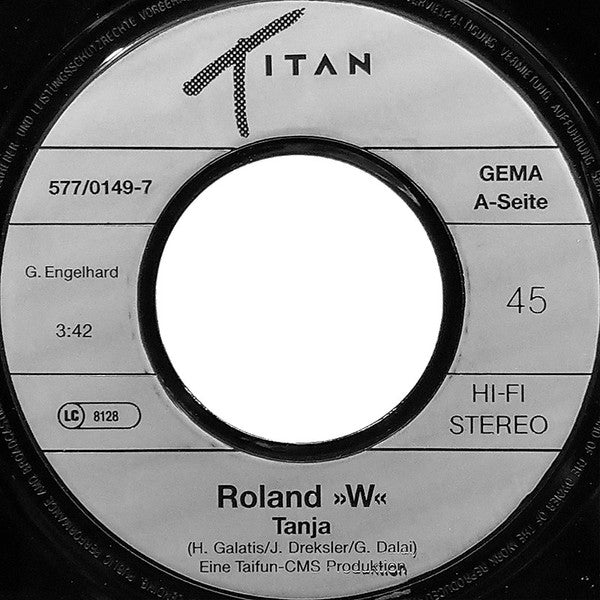 TITAN
577/0149-7
GEMA
A-Seite
G. Engelhard
45
3:42
LC 8128
HI-FI
STEREO
Roland »W«
Tanja
(H. Galatis/J. Dreksler/G. Dalai)
Eine Taifun-CMS Produktion